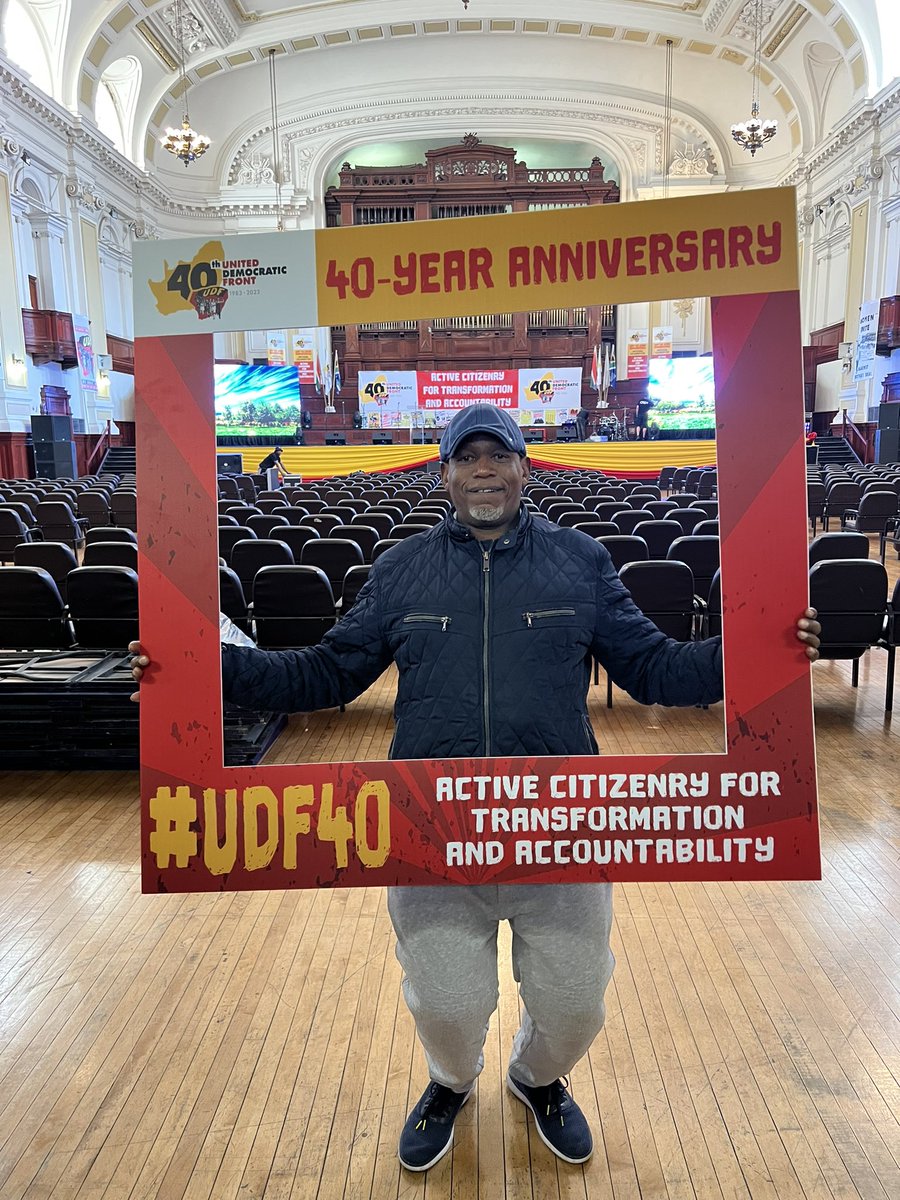 40th
UNITED
DEMOCRATIC
FRONT
1983 - 2023
UDF
40-YEAR ANNIVERSARY
ACTIVE CITIZENRY
FOR TRANSFORMATION
AND ACCOUNTABILITY
#UDF40
ACTIVE CITIZENRY FOR
TRANSFORMATION
AND ACCOUNTABILITY